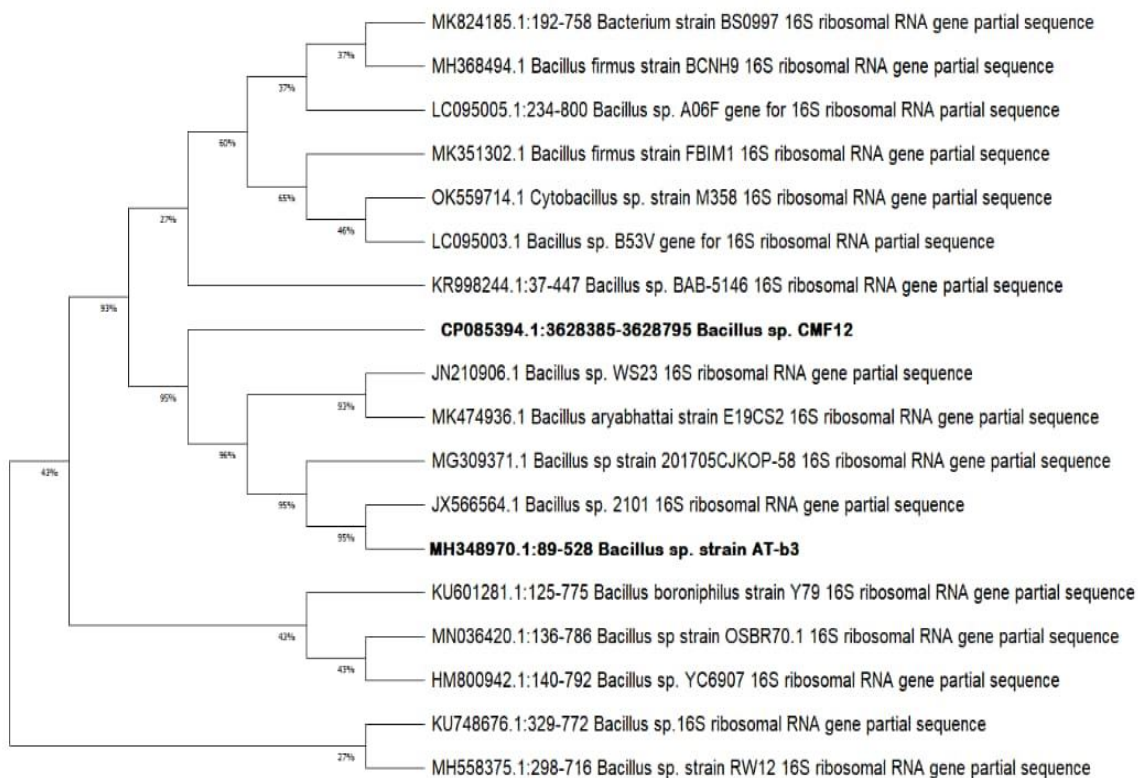 MK824185.1:192-758 Bacterium strain BS0997 16S ribosomal RNA gene partial sequence
37%
MH368494.1 Bacillus firmus strain BCNH9 16S ribosomal RNA gene partial sequence
37%
LC095005.1:234-800 Bacillus sp. A06F gene for 16S ribosomal RNA partial sequence
60%
MK351302.1 Bacillus firmus strain FBIM1 16S ribosomal RNA gene partial sequence
65%
OK559714.1 Cytobacillus sp. strain M358 16S ribosomal RNA gene partial sequence
27%
46%
LC095003.1 Bacillus sp. B53V gene for 16S ribosomal RNA partial sequence
KR998244.1:37-447 Bacillus sp. BAB-5146 16S ribosomal RNA gene partial sequence
93%
CP085394.1:3628385-3628795 Bacillus sp. CMF12
JN210906.1 Bacillus sp. WS23 16S ribosomal RNA gene partial sequence
95%
93%
MK474936.1 Bacillus aryabhattai strain E19CS2 16S ribosomal RNA gene partial sequence
96%
MG309371.1 Bacillus sp strain 201705CJKOP-58 16S ribosomal RNA gene partial sequence
43%
95%
JX566564.1 Bacillus sp. 2101 16S ribosomal RNA gene partial sequence
95%
MH348970.1:89-528 Bacillus sp. strain AT-b3
KU601281.1:125-775 Bacillus boroniphilus strain Y79 16S ribosomal RNA gene partial sequence
43%
MN036420.1:136-786 Bacillus sp strain OSBR70.1 16S ribosomal RNA gene partial sequence
43%
HM800942.1:140-792 Bacillus sp. YC6907 16S ribosomal RNA gene partial sequence
KU748676.1:329-772 Bacillus sp.16S ribosomal RNA gene partial sequence
27%
MH558375.1:298-716 Bacillus sp. strain RW12 16S ribosomal RNA gene partial sequence